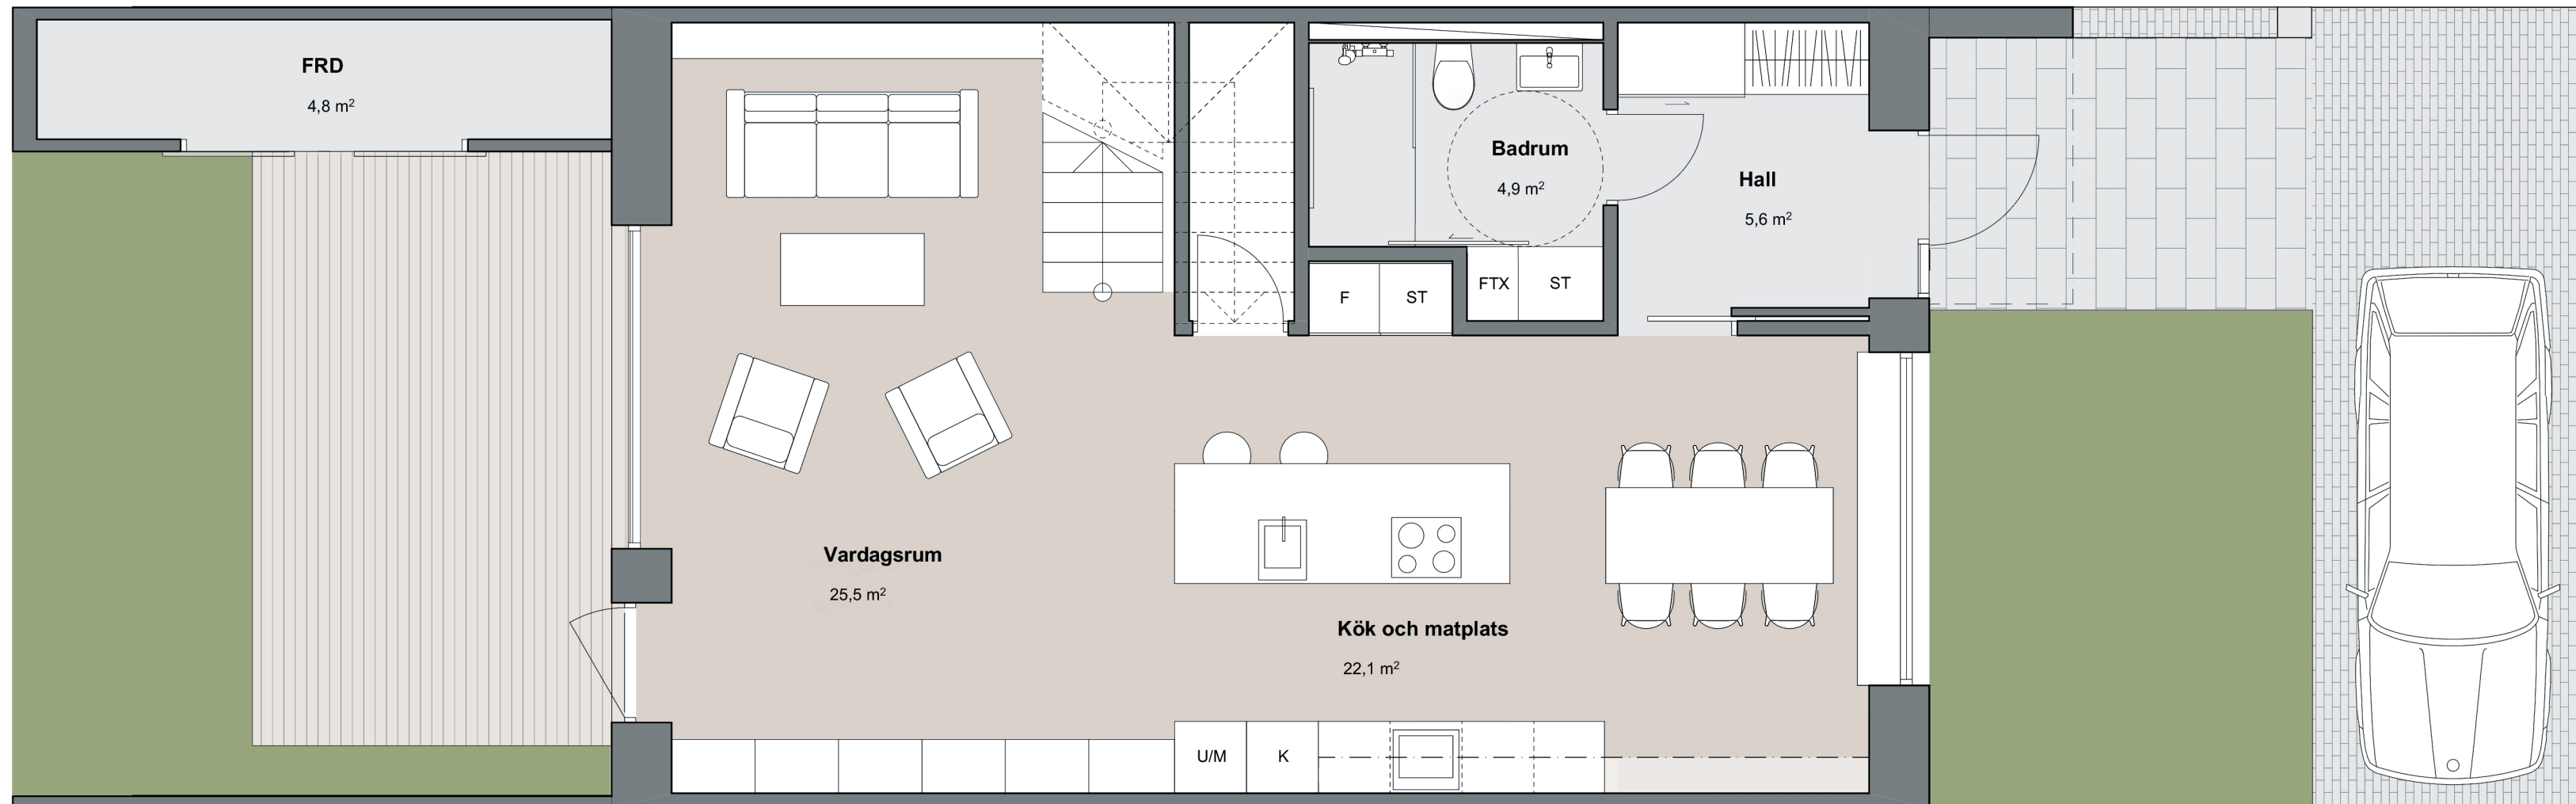 FRD
4,8 m²
Badrum
4,9 m²
Hall
5,6 m²
F
ST
FTX
ST
Vardagsrum
25,5 m²
Kök och matplats
22,1 m²
U/M
K